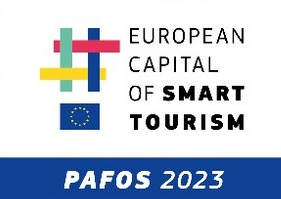 EUROPEAN
CAPITAL
OF SMART
TOURISM
PAFOS 2023